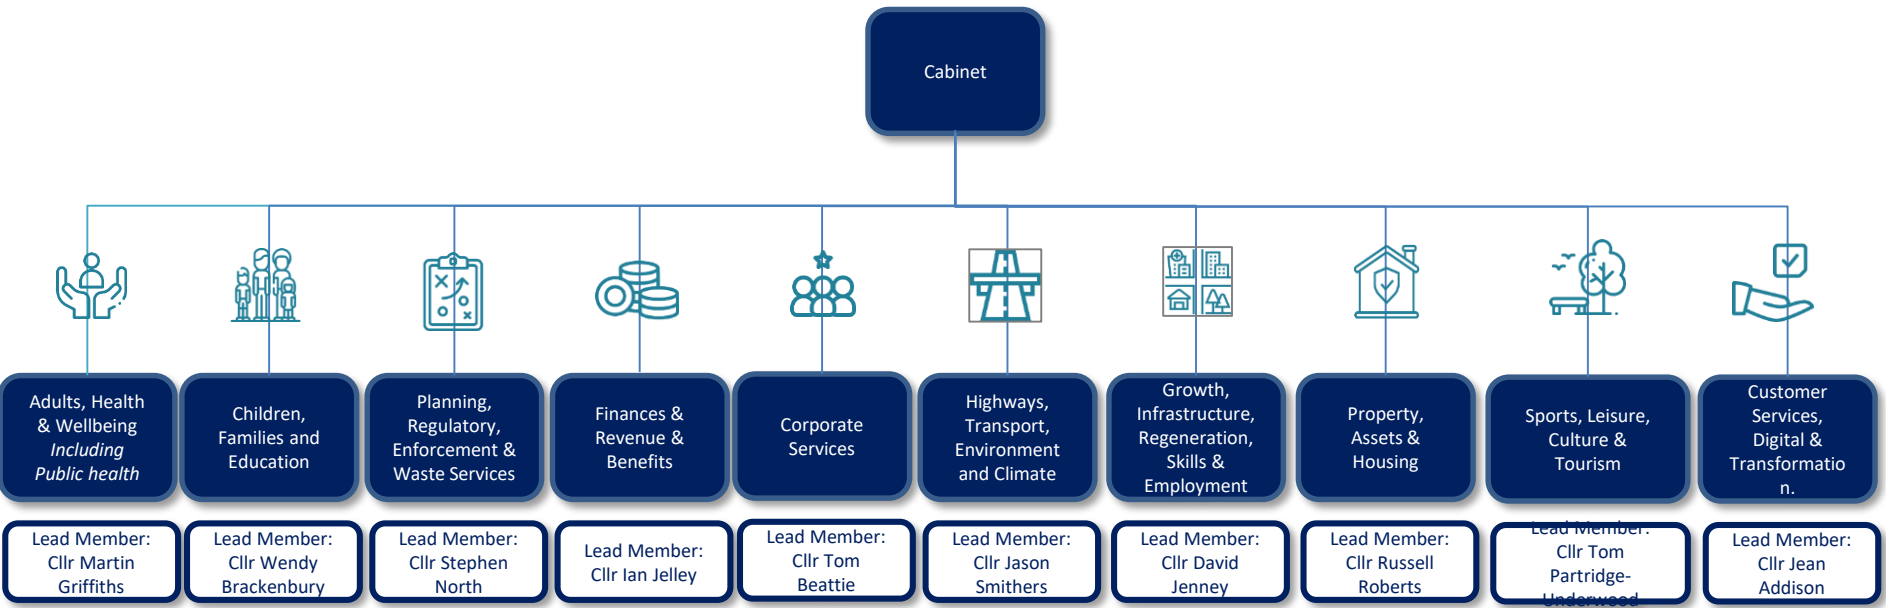 Cabinet
Adults, Health
& Wellbeing
Including
Public health
Children,
Families and
Education
Planning,
Regulatory,
Enforcement &
Waste Services
Finances &
Revenue &
Benefits
Corporate
Services
Highways,
Transport,
Environment
and Climate
Growth,
Infrastructure,
Regeneration,
Skills &
Employment
Property,
Assets &
Housing
Sports, Leisure,
Culture &
Tourism
Customer
Services,
Digital &
Transformatio
n.
Lead Member:
Cllr Martin
Griffiths
Lead Member:
Cllr Wendy
Brackenbury
Lead Member:
Cllr Stephen
North
Lead Member:
Cllr Ian Jelley
Lead Member:
Cllr Tom
Beattie
Lead Member:
Cllr Jason
Smithers
Lead Member:
Cllr David
Jenney
Lead Member:
Cllr Russell
Roberts
Lead Member:
Cllr Tom
Partridge-
Underwood
Lead Member:
Cllr Jean
Addison